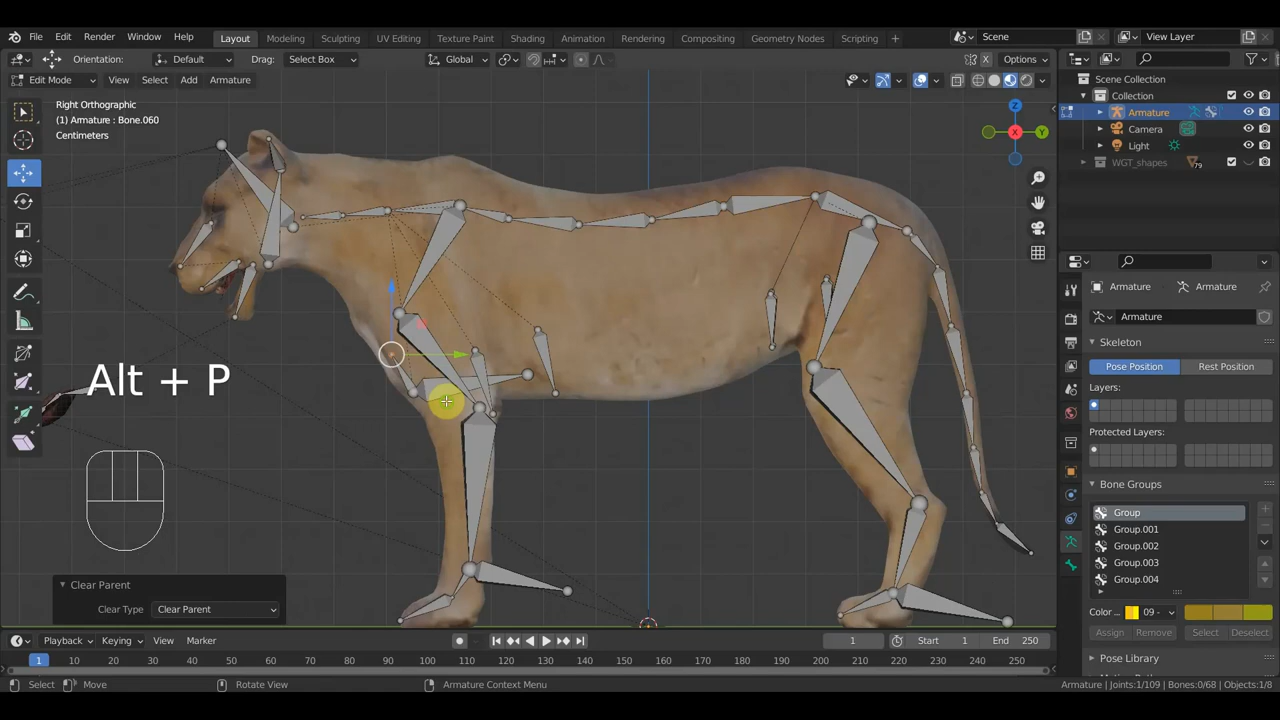 File Edit Render Window Help Layout Modeling Sculpting UV Editing Texture Paint Shading Animation Rendering Compositing Geometry Nodes Scripting + Scene View Layer
Orientation: Default Drag: Select Box Global X Options
Edit Mode View Select Add Armature
Right Orthographic
(1) Armature : Bone.060
Centimeters
Z
X
Y
Scene Collection
Collection
Armature
Camera
Light
WGT_shapes 79
Alt + P
Armature Armature
Armature
Skeleton
Pose Position Rest Position
Layers:
Protected Layers:
Bone Groups
Group
Group.001
Group.002
Group.003
Group.004
Color ... 09 -
Assign Remove Select Deselect
Pose Library
Clear Parent
Clear Type Clear Parent
Playback Keying View Marker 1 Start 1 End 250
1 10 20 30 40 50 60 70 80 90 100 110 120 130 140 150 160 170 180 190 200 210 220 230 240 250
Select Move Rotate View Armature Context Menu Armature | Joints:1/109 | Bones:0/68 | Objects:1/8